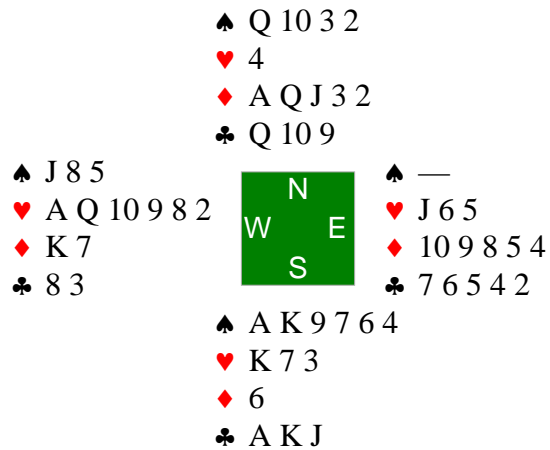 ♠ Q 10 3 2
♥ 4
♦ A Q J 3 2
♣ Q 10 9
♠ J 8 5
♥ A Q 10 9 8 2
♦ K 7
♣ 8 3
N
W E
S
♠ —
♥ J 6 5
♦ 10 9 8 5 4
♣ 7 6 5 4 2
♠ A K 9 7 6 4
♥ K 7 3
♦ 6
♣ A K J